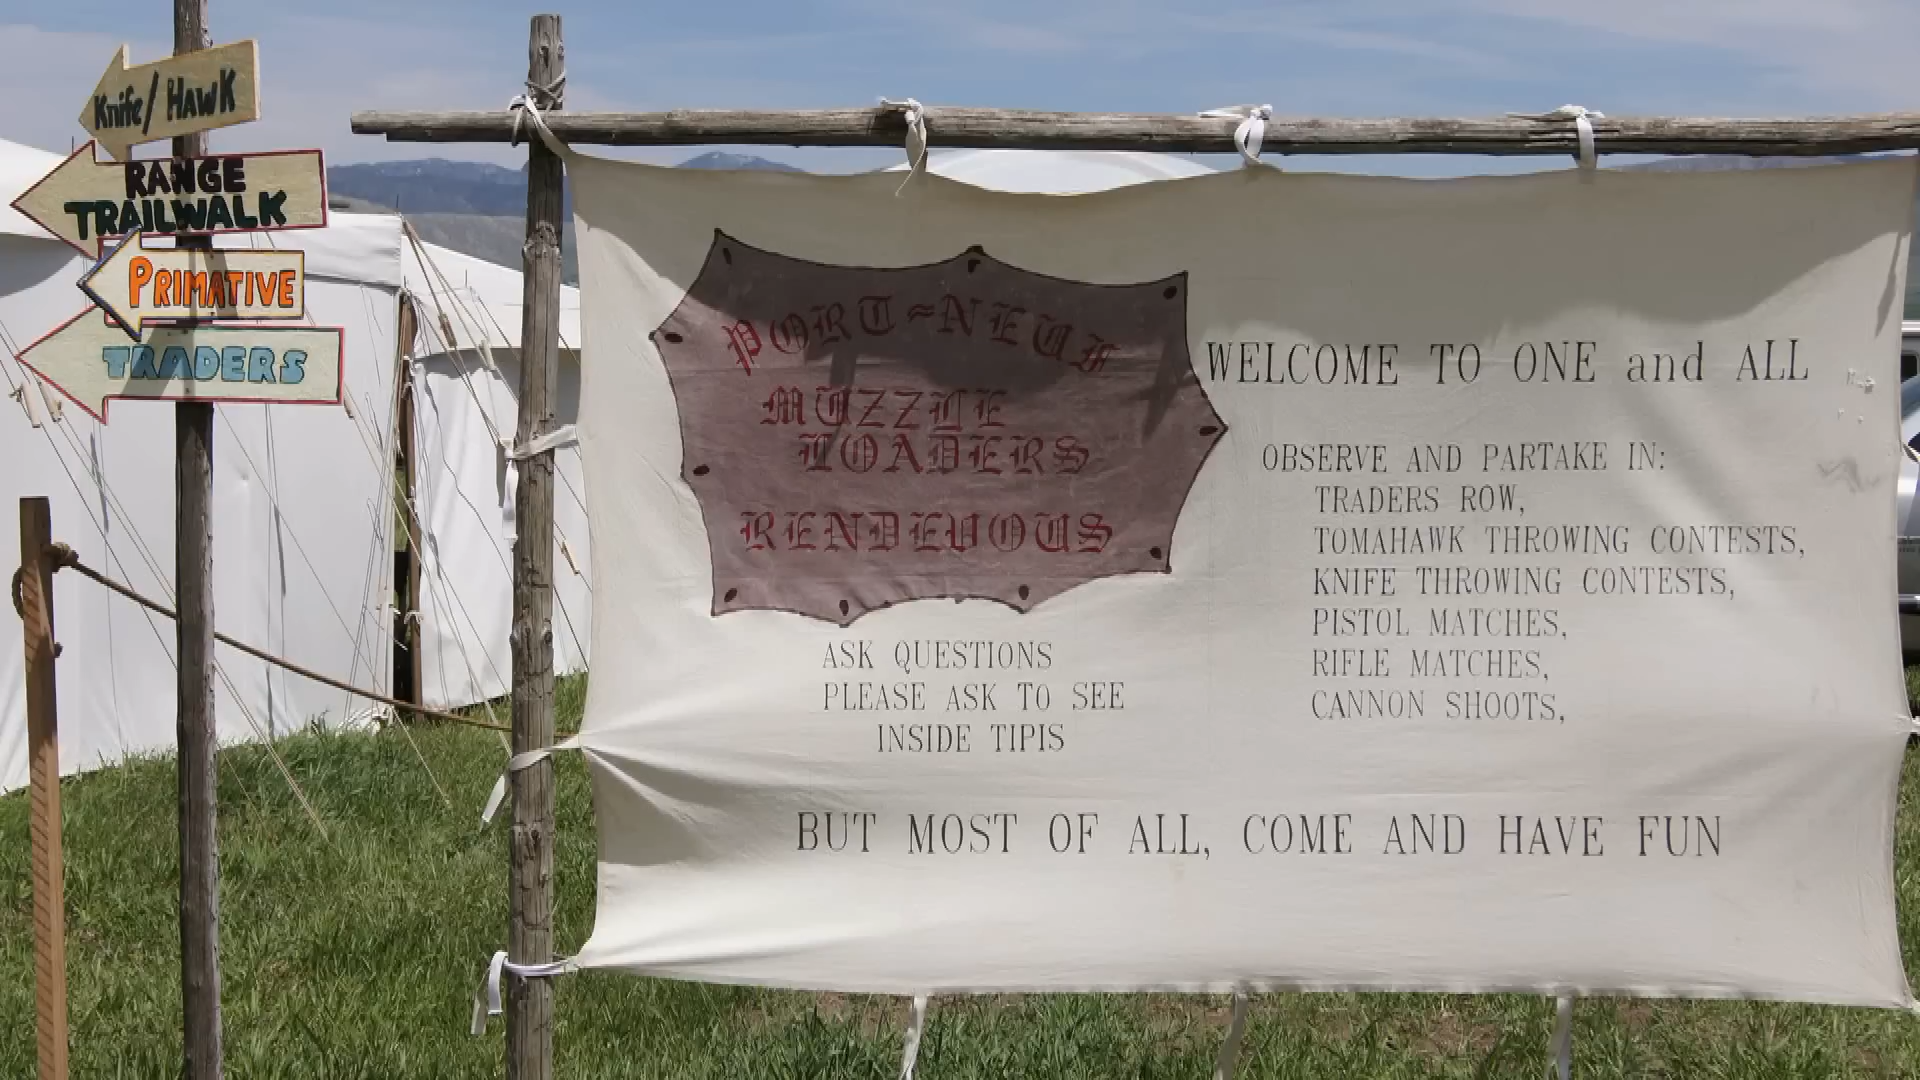 Knife/ HAWK
RANGE
TRAILWALK
PRIMATIVE
TRADERS
PORT=NEUF
MUZZLE
LOADERS
RENDEVOUS
ASK QUESTIONS
PLEASE ASK TO SEE
INSIDE TIPIS
WELCOME TO ONE and ALL
OBSERVE AND PARTAKE IN:
TRADERS ROW,
TOMAHAWK THROWING CONTESTS,
KNIFE THROWING CONTESTS,
PISTOL MATCHES,
RIFLE MATCHES,
CANNON SHOOTS,
BUT MOST OF ALL, COME AND HAVE FUN